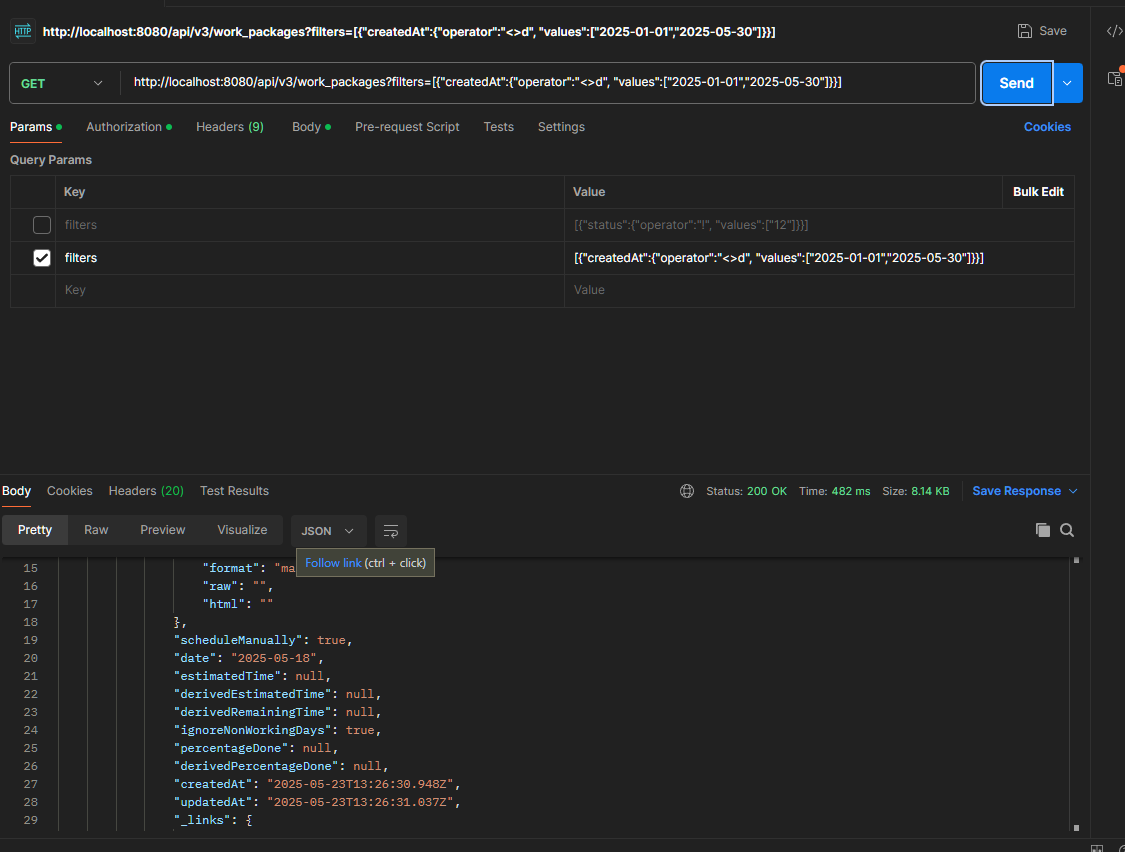 HTTP http://localhost:8080/api/v3/work_packages?filters=[{"createdAt":{"operator":"<>d", "values":["2025-01-01","2025-05-30"]}}] Save </>
GET http://localhost:8080/api/v3/work_packages?filters=[{"createdAt":{"operator":"<>d", "values":["2025-01-01","2025-05-30"]}}] Send
Params Authorization Headers (9) Body Pre-request Script Tests Settings Cookies
Query Params
Key Value Bulk Edit
filters [{"status":{"operator":"!", "values":["12"]}}]
filters [{"createdAt":{"operator":"<>d", "values":["2025-01-01","2025-05-30"]}}]
Key Value
Body Cookies Headers (20) Test Results Status: 200 OK Time: 482 ms Size: 8.14 KB Save Response
Pretty Raw Preview Visualize JSON
Follow link (ctrl + click)
15 "format": "ma
16 "raw": "",
17 "html": ""
18 },
19 "scheduleManually": true,
20 "date": "2025-05-18",
21 "estimatedTime": null,
22 "derivedEstimatedTime": null,
23 "derivedRemainingTime": null,
24 "ignoreNonWorkingDays": true,
25 "percentageDone": null,
26 "derivedPercentageDone": null,
27 "createdAt": "2025-05-23T13:26:30.948Z",
28 "updatedAt": "2025-05-23T13:26:31.037Z",
29 "_links": {